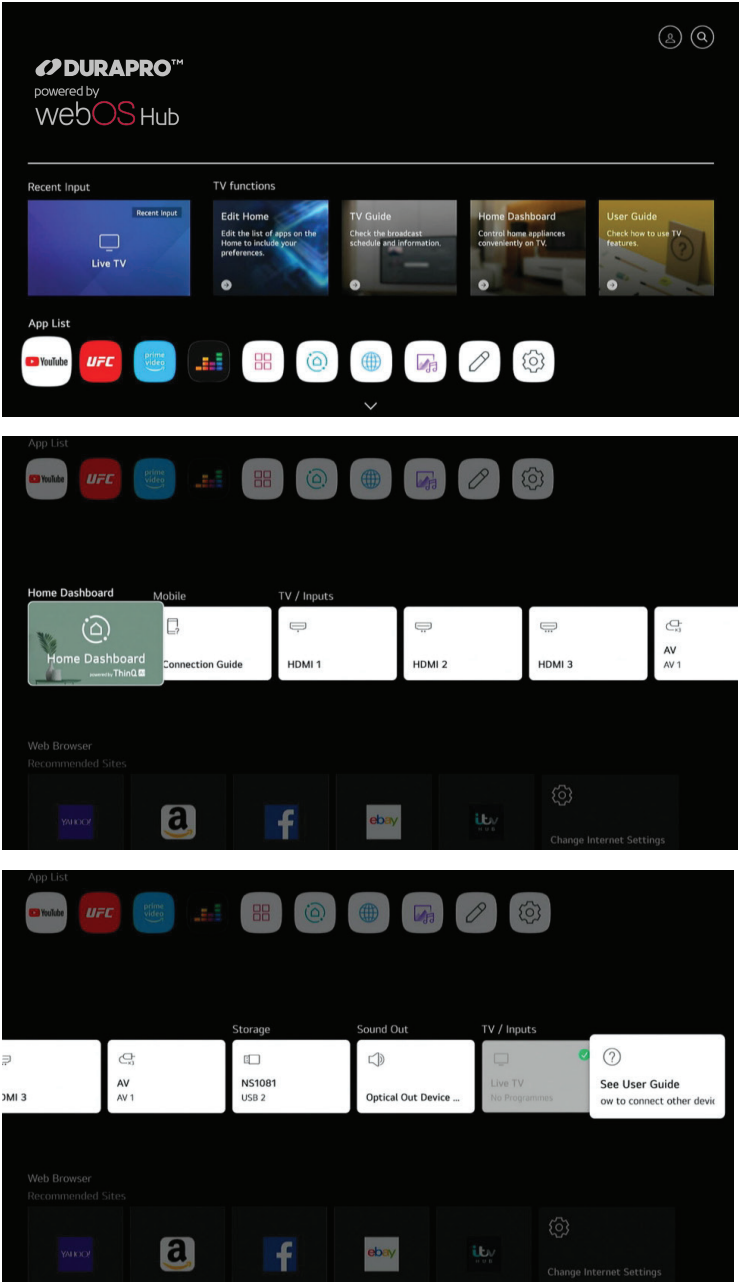 DURAPRO™
powered by
webOS Hub
Recent Input
TV functions
Recent Input
Live TV
Edit Home
Edit the list of apps on the
Home to include your
preferences.
TV Guide
Check the broadcast
schedule and information.
Home Dashboard
Control home appliances
conveniently on TV.
User Guide
Check how to use TV
features.
App List
YouTube
UFC
prime
video
App List
YouTube
UFC
prime
video
Home Dashboard
Mobile
TV / Inputs
Home Dashboard
powered by ThinQ
Connection Guide
HDMI 1
HDMI 2
HDMI 3
AV
AV 1
Web Browser
Recommended Sites
YAHOO!
a
f
ebay
itv
HUB
Change Internet Settings
App List
YouTube
UFC
prime
video
Storage
Sound Out
TV / Inputs
DMI 3
AV
AV 1
NS1081
USB 2
Optical Out Device ...
Live TV
No Programmes
See User Guide
ow to connect other devic
Web Browser
Recommended Sites
YAHOO!
a
f
ebay
itv
HUB
Change Internet Settings